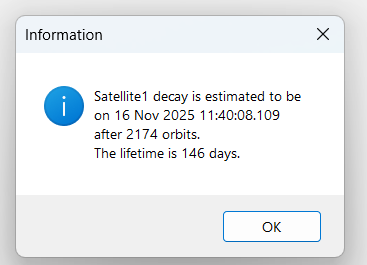 Information
Satellite1 decay is estimated to be
on 16 Nov 2025 11:40:08.109
after 2174 orbits.
The lifetime is 146 days.
OK